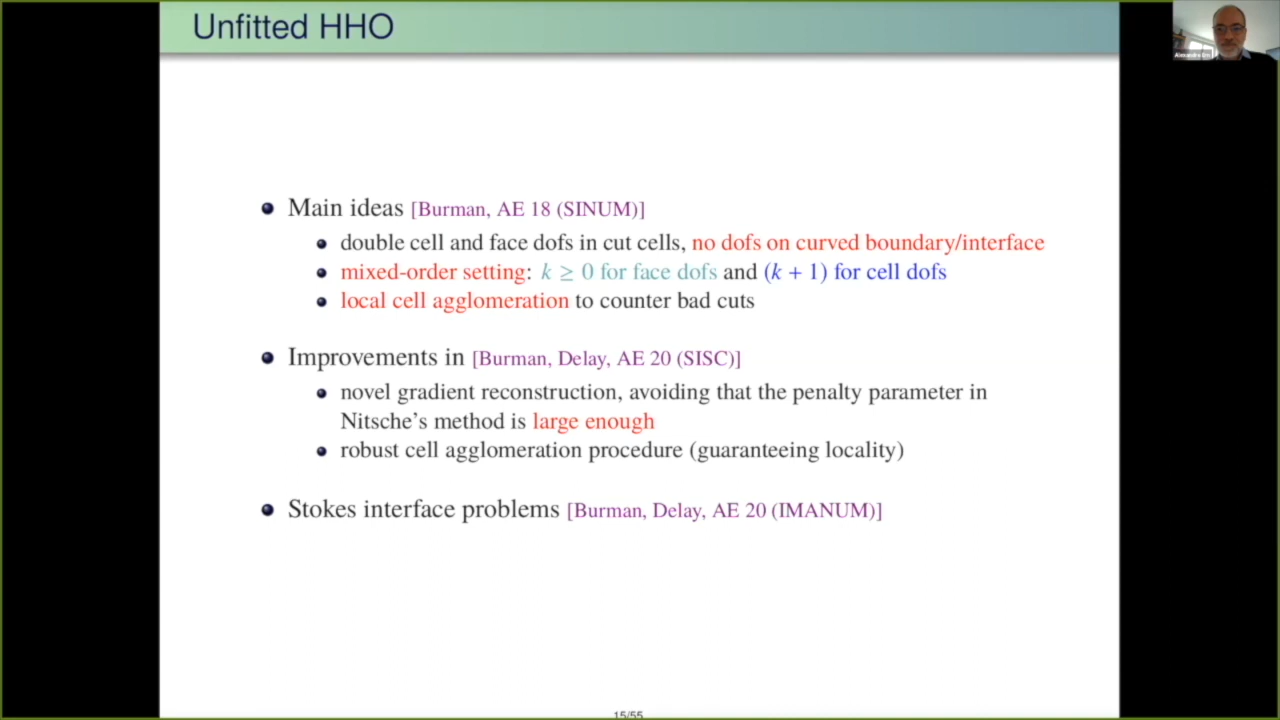 Unfitted HHO
Main ideas [Burman, AE 18 (SINUM)]
double cell and face dofs in cut cells, no dofs on curved boundary/interface
mixed-order setting: k ≥ 0 for face dofs and (k + 1) for cell dofs
local cell agglomeration to counter bad cuts
Improvements in [Burman, Delay, AE 20 (SISC)]
novel gradient reconstruction, avoiding that the penalty parameter in
Nitsche's method is large enough
robust cell agglomeration procedure (guaranteeing locality)
Stokes interface problems [Burman, Delay, AE 20 (IMANUM)]
15/55